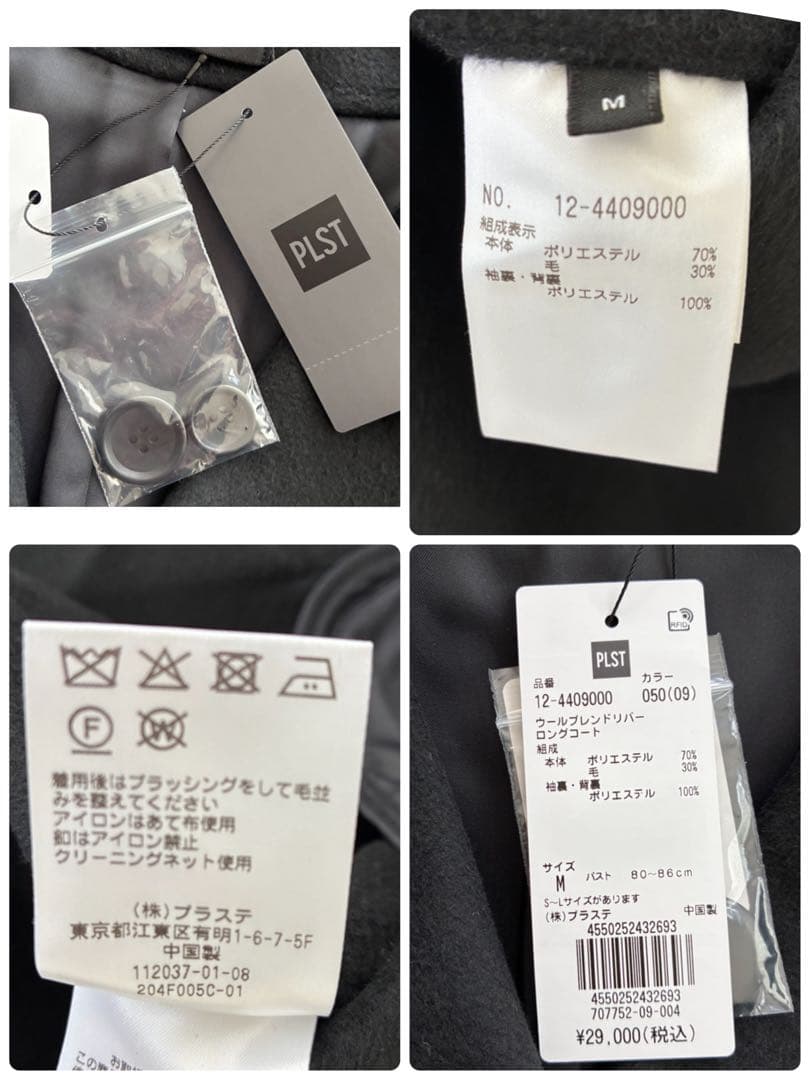 PLST
M
NO. 12-4409000
組成表示
本体 ポリエステル 70%
毛 30%
袖裏・背裏
ポリエステル 100%
F
W
着用後はブラッシングをして毛並
みを整えてください
アイロンはあて布使用
釦はアイロン禁止
クリーニングネット使用
(株)プラステ
東京都江東区有明1-6-7-5F
中国製
112037-01-08
204F005C-01
RFID
PLST
品番 カラー
12-4409000 050(09)
ウールブレンドリバー
ロングコート
組成
本体 ポリエステル 70%
毛 30%
袖裏・背裏
ポリエステル 100%
サイズ
M バスト 80~86cm
S~Lサイズがあります
(株)プラステ 中国製
4550252432693
4550252432693
707752-09-004
¥29,000(税込)